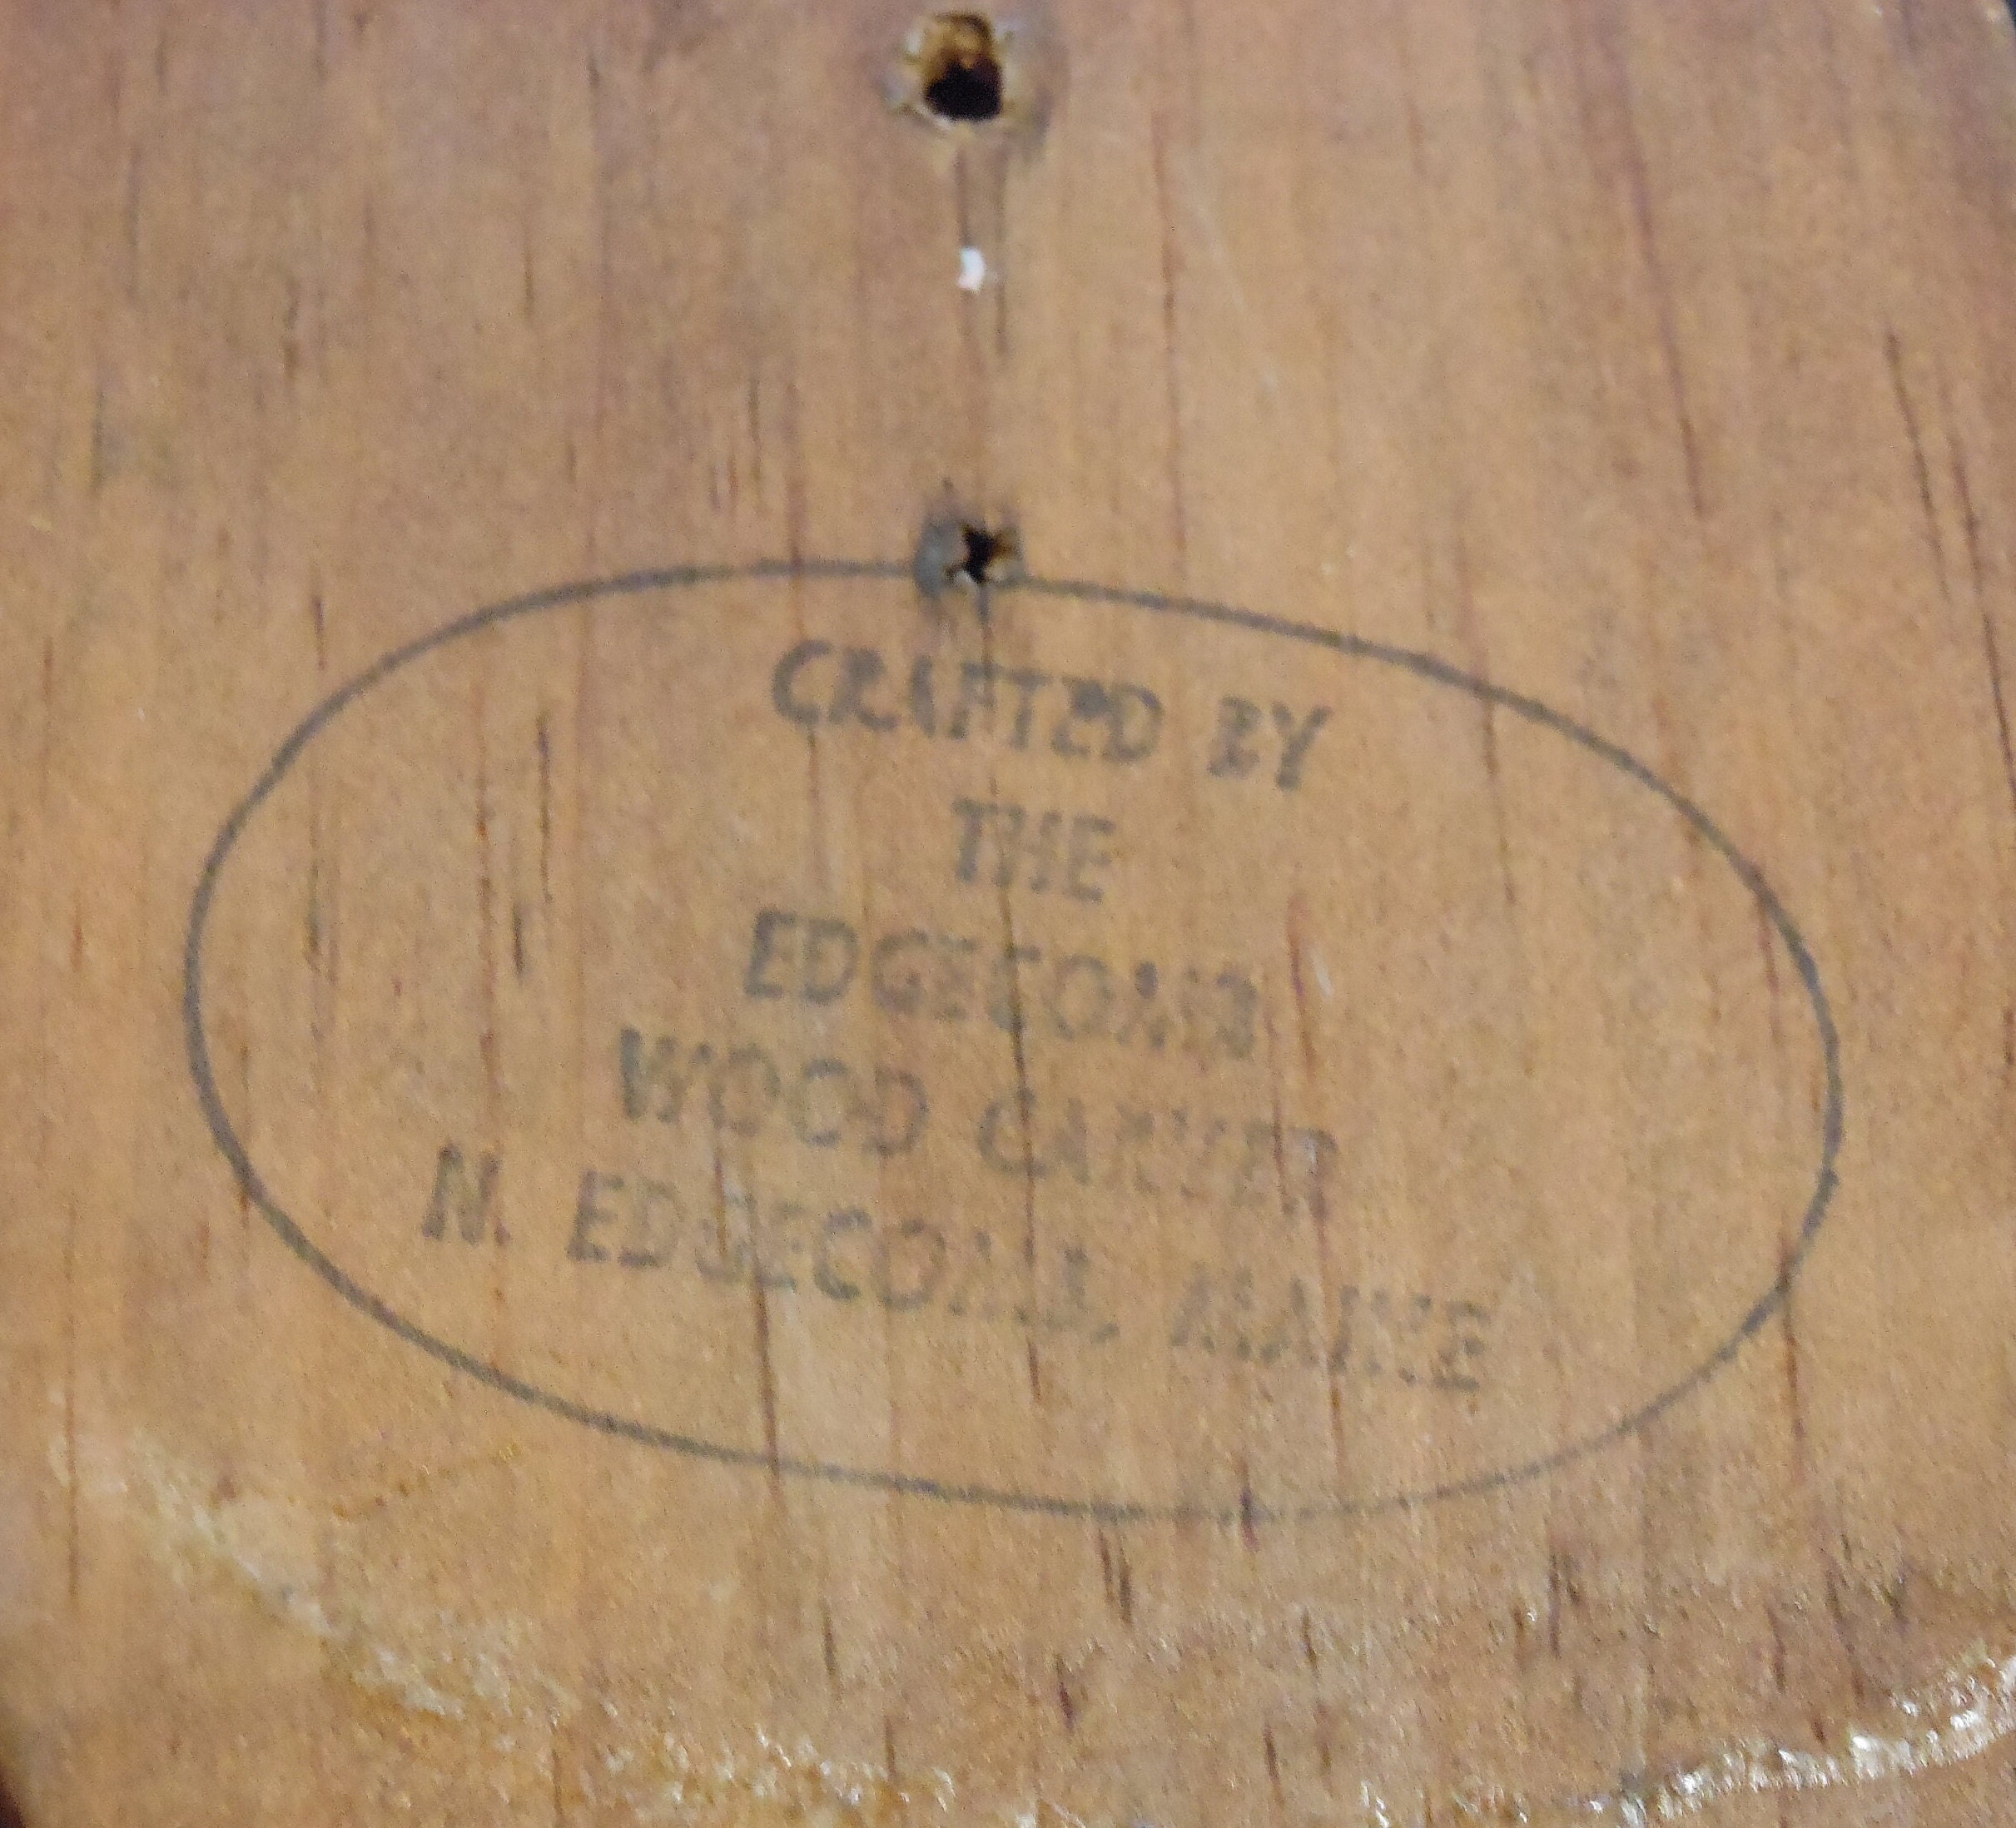 CRAFTED BY
THE
EDGECOMB
WOOD CARVER
N. EDGECOMB, MAINE